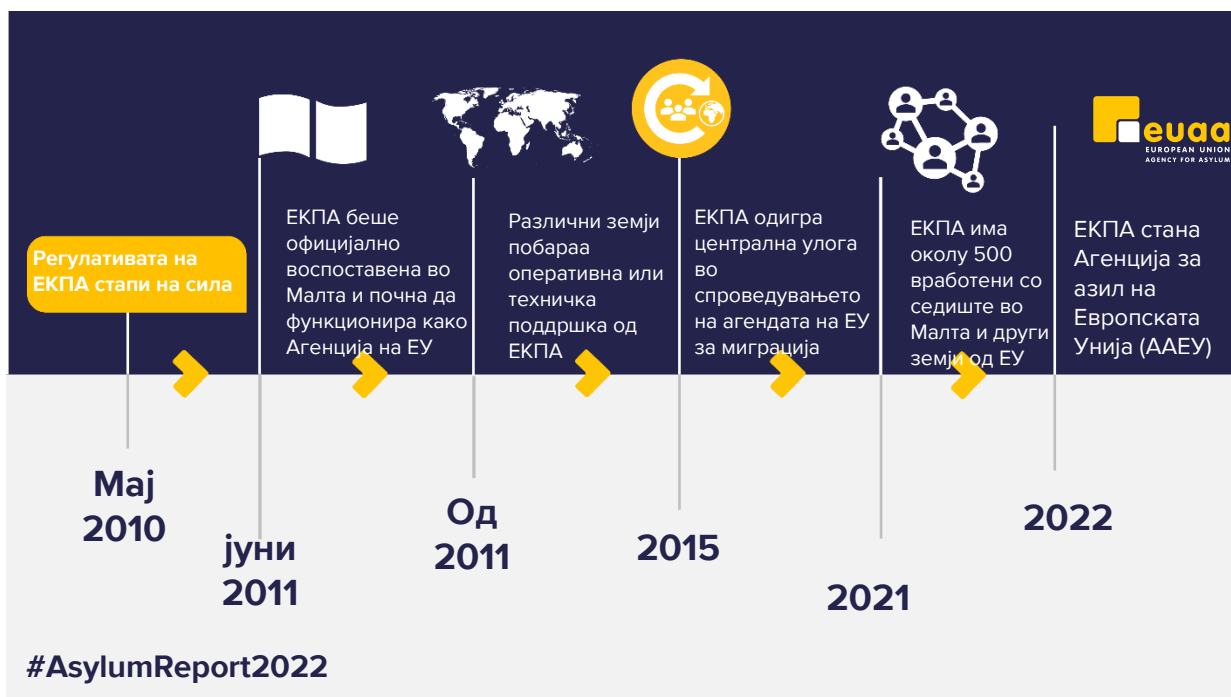 Регулативата на
ЕКПА стапи на сила
ЕКПА беше
официјално
воспоставена во
Малта и почна да
функционира како
Агенција на ЕУ
Различни земји
побараа
оперативна или
техничка
поддршка од
ЕКПА
ЕКПА одигра
централна улога
во
спроведувањето
на агендата на ЕУ
за миграција
ЕКПА има
околу 500
вработени со
седиште во
Малта и други
земји од ЕУ
euaa
EUROPEAN UNION
AGENCY FOR ASYLUM
ЕКПА стана
Агенција за
азил на
Европската
Унија (ААЕУ)
Мај
2010
јуни
2011
Од
2011
2015
2021
2022
#AsylumReport2022